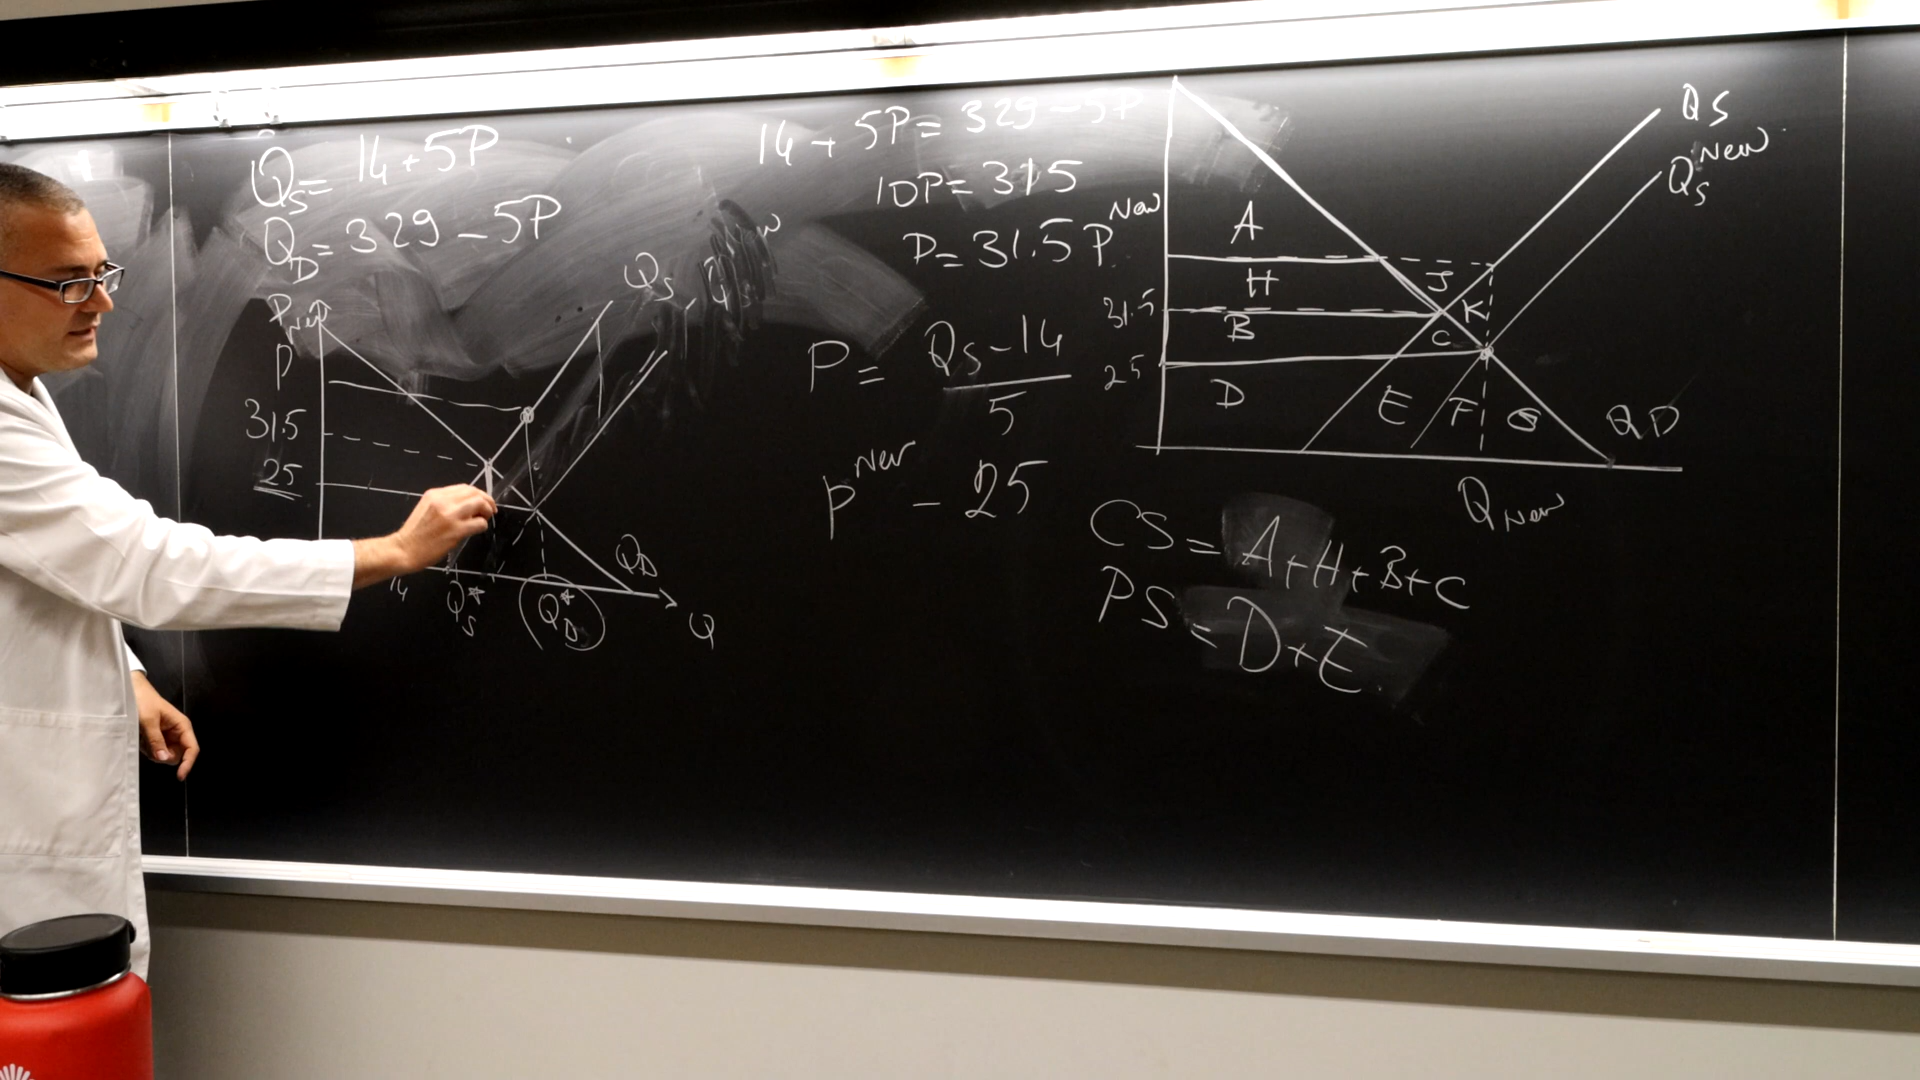 Qs = 14 + 5P
QD = 329 - 5P
PNew
P
31.5
25
Qs
QD
14
Qs*
QD*
Q
14 + 5P = 329 - 5P
10P = 315
P = 31.5 PNew
P = Qs - 14 / 5
PNew - 25
Qs
QsNew
A
H
J
31.5
B
K
C
25
D
E
F
G
QD
QNew
CS = A + H + B + C
PS = D + E